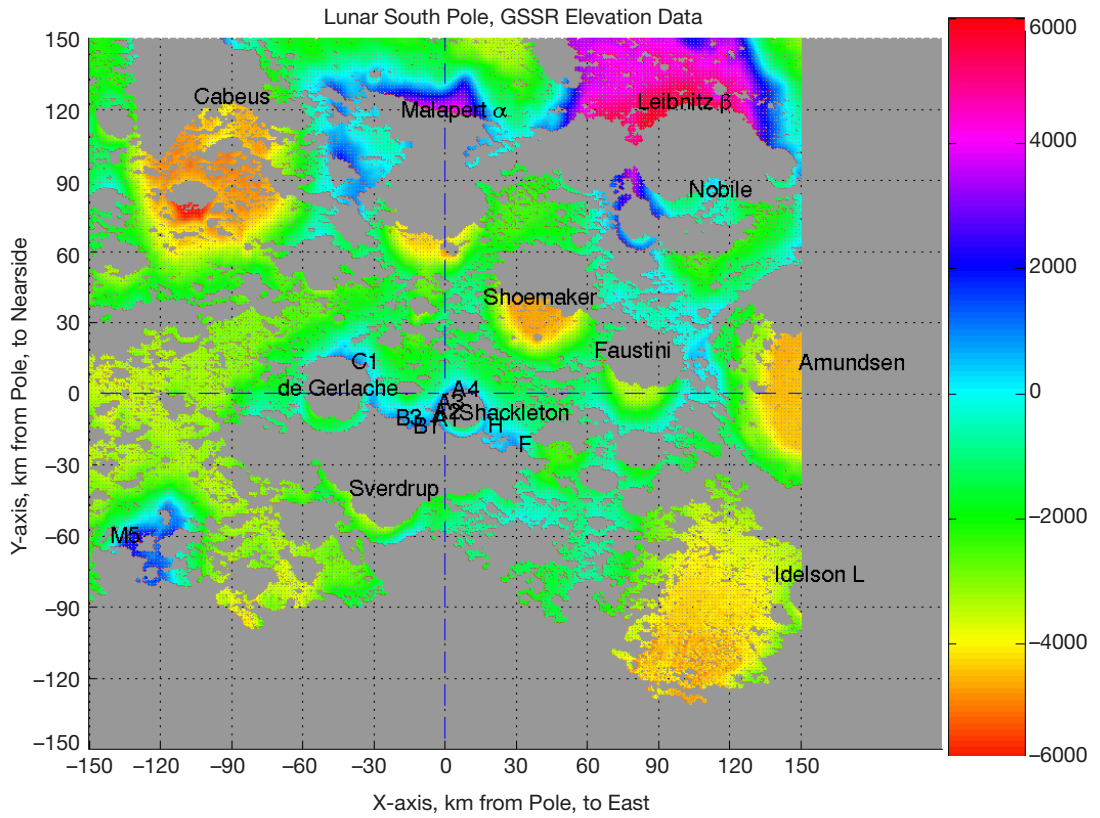 Lunar South Pole, GSSR Elevation Data
150
120
90
60
30
0
−30
−60
−90
−120
−150
Y-axis, km from Pole, to Nearside
Cabeus
Malapert α
Leibnitz β
Nobile
Shoemaker
Faustini
Amundsen
C1
de Gerlache
A4
A3
A2
A1
Shackleton
B3
B1
H
F
Sverdrup
M5
Idelson L
−150 −120 −90 −60 −30 0 30 60 90 120 150
X-axis, km from Pole, to East
6000
4000
2000
0
−2000
−4000
−6000